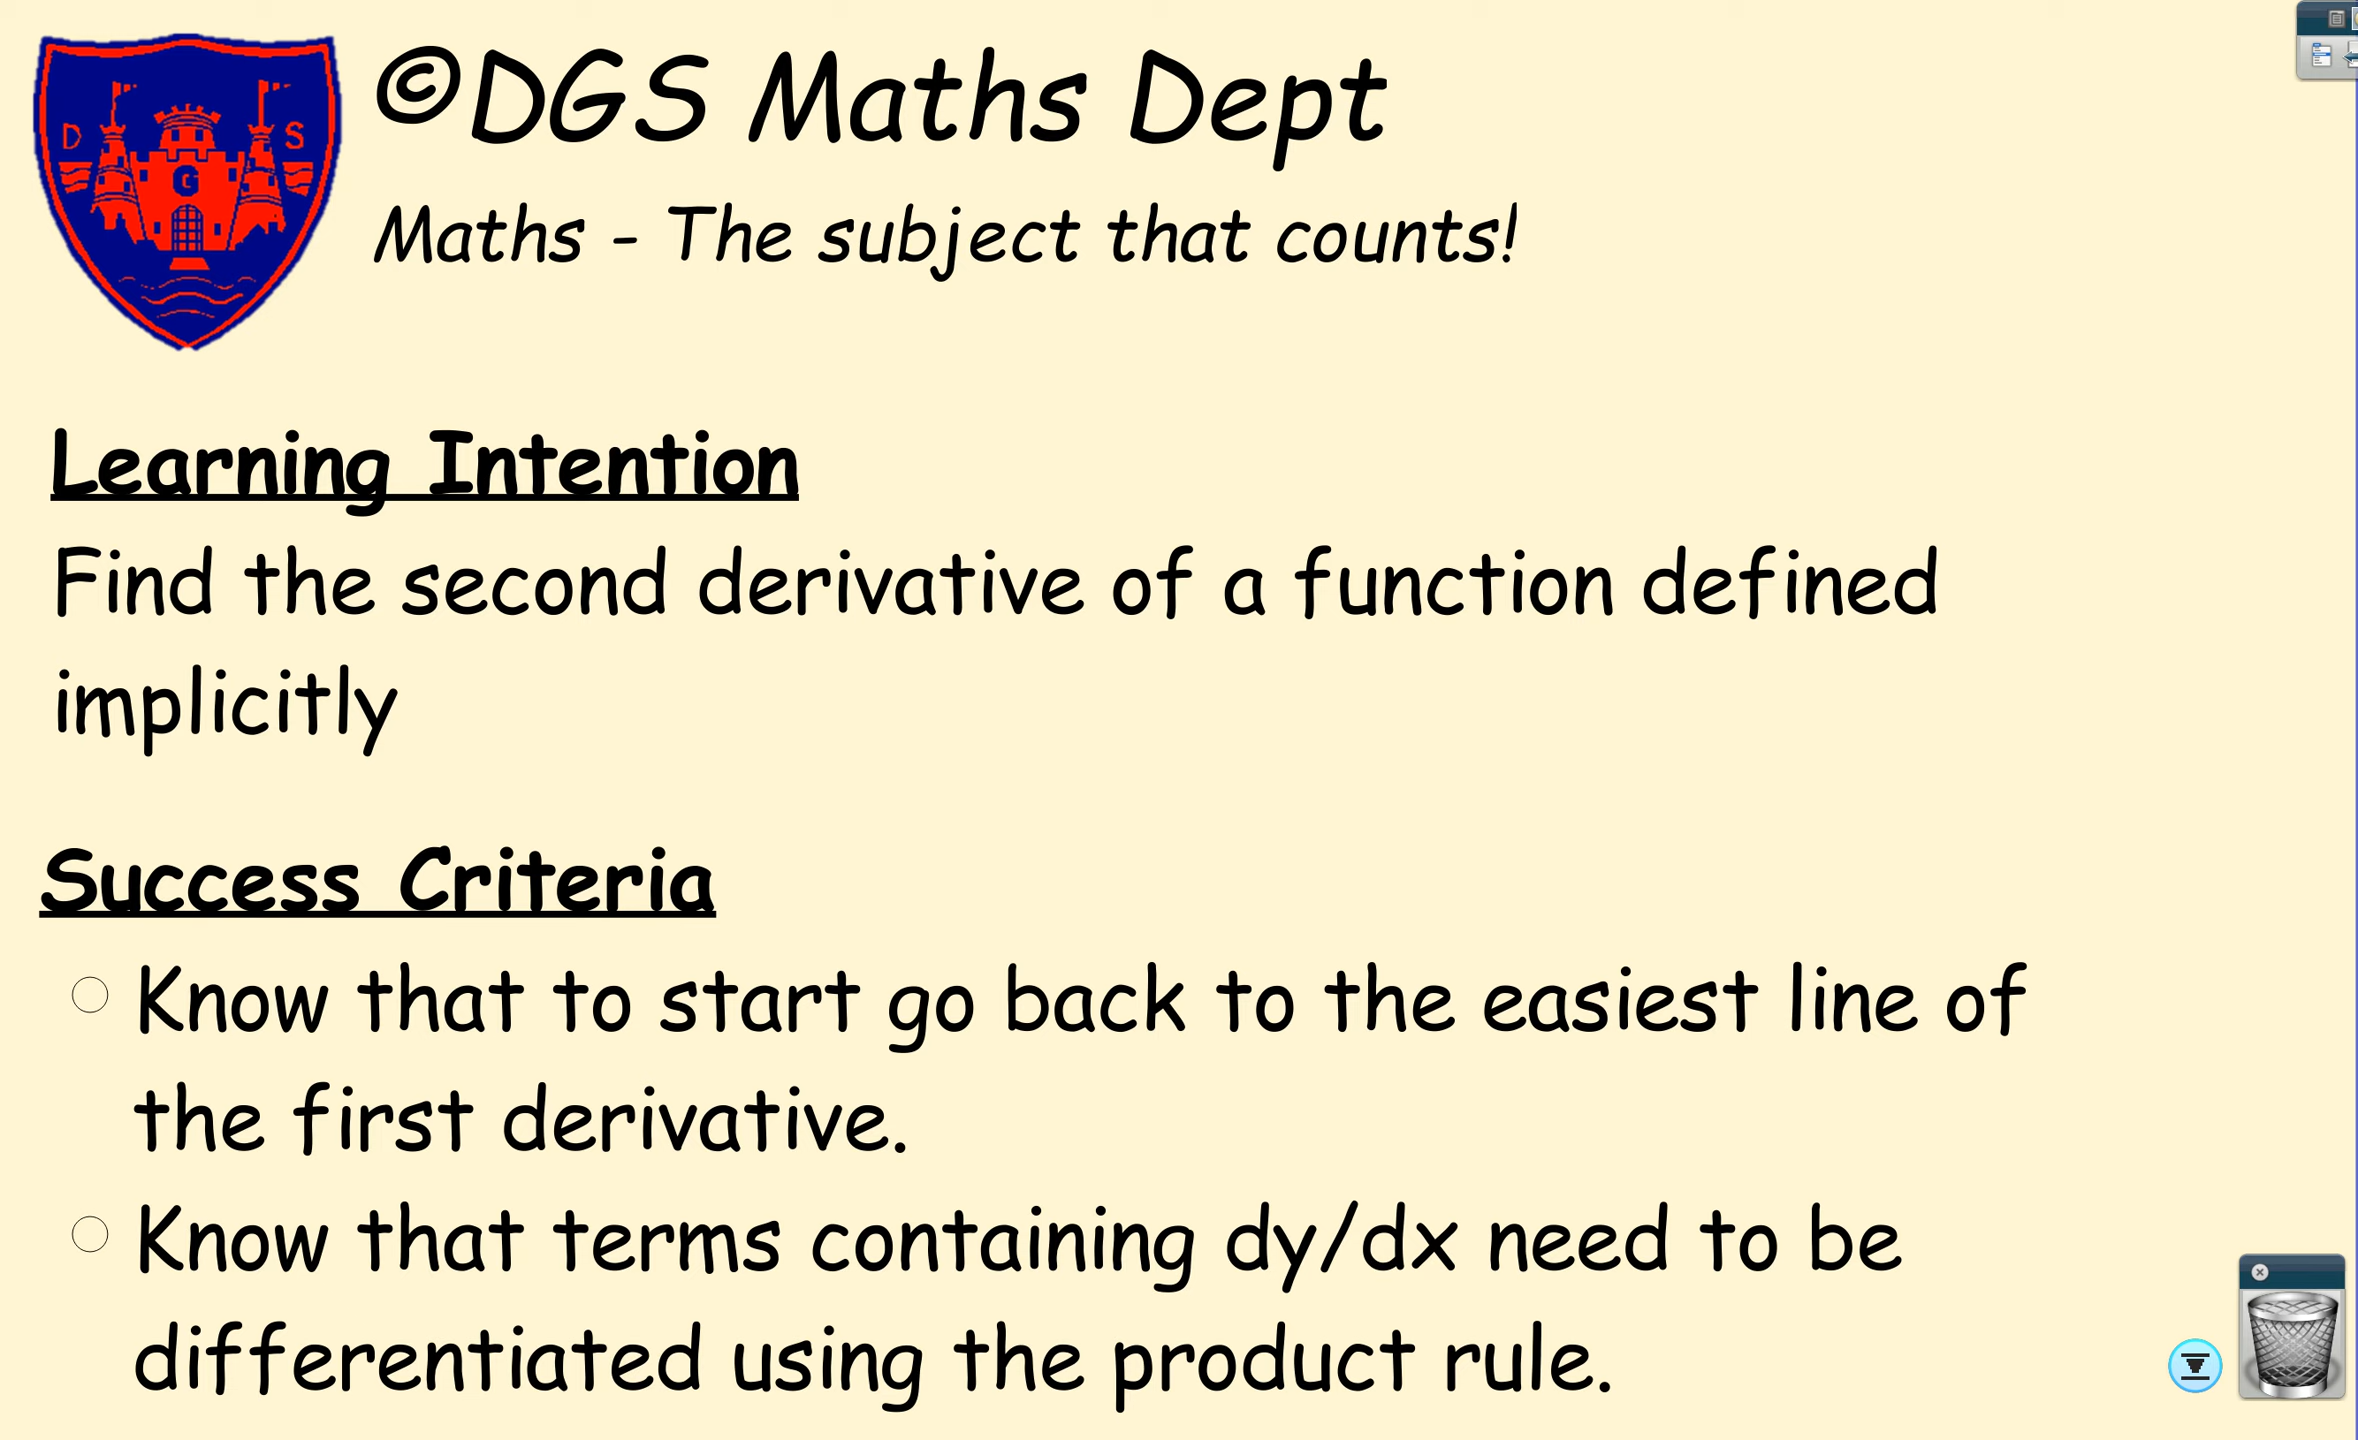 ©DGS Maths Dept
Maths - The subject that counts!
D G S
Learning Intention
Find the second derivative of a function defined
implicitly
Success Criteria
Know that to start go back to the easiest line of
the first derivative.
Know that terms containing dy/dx need to be
differentiated using the product rule.